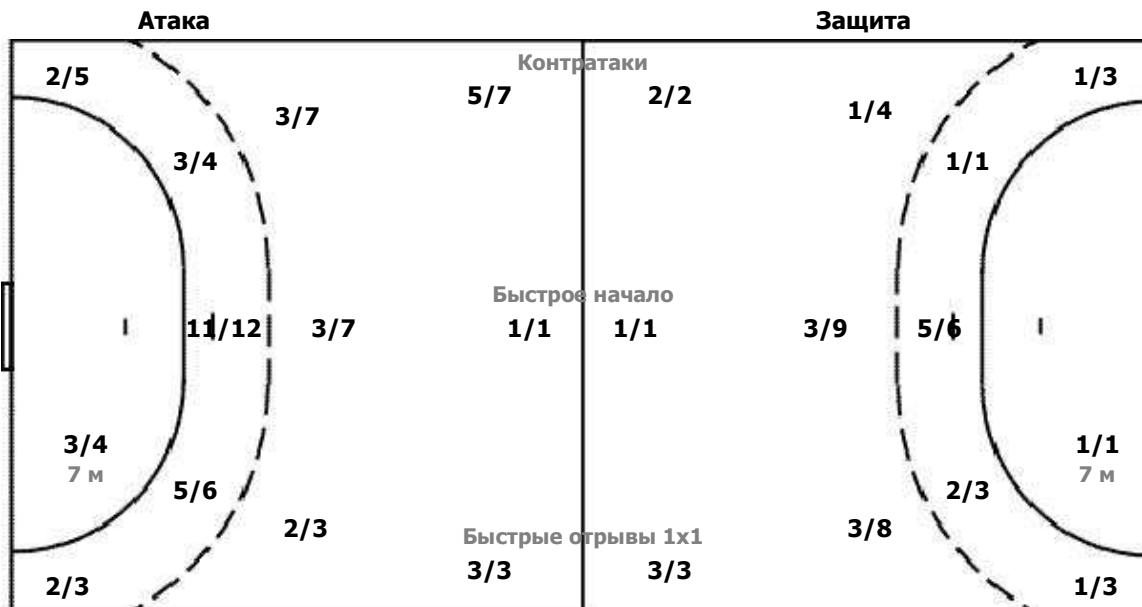 Атака Защита
Контратаки
2/5 5/7 2/2 1/3
3/7 1/4
3/4 1/1
Быстрое начало
11/12 3/7 1/1 1/1 3/9 5/6
3/4 1/1
7 м 7 м
5/6 2/3
2/3 3/8
Быстрые отрывы 1x1
3/3 3/3
2/3 1/3